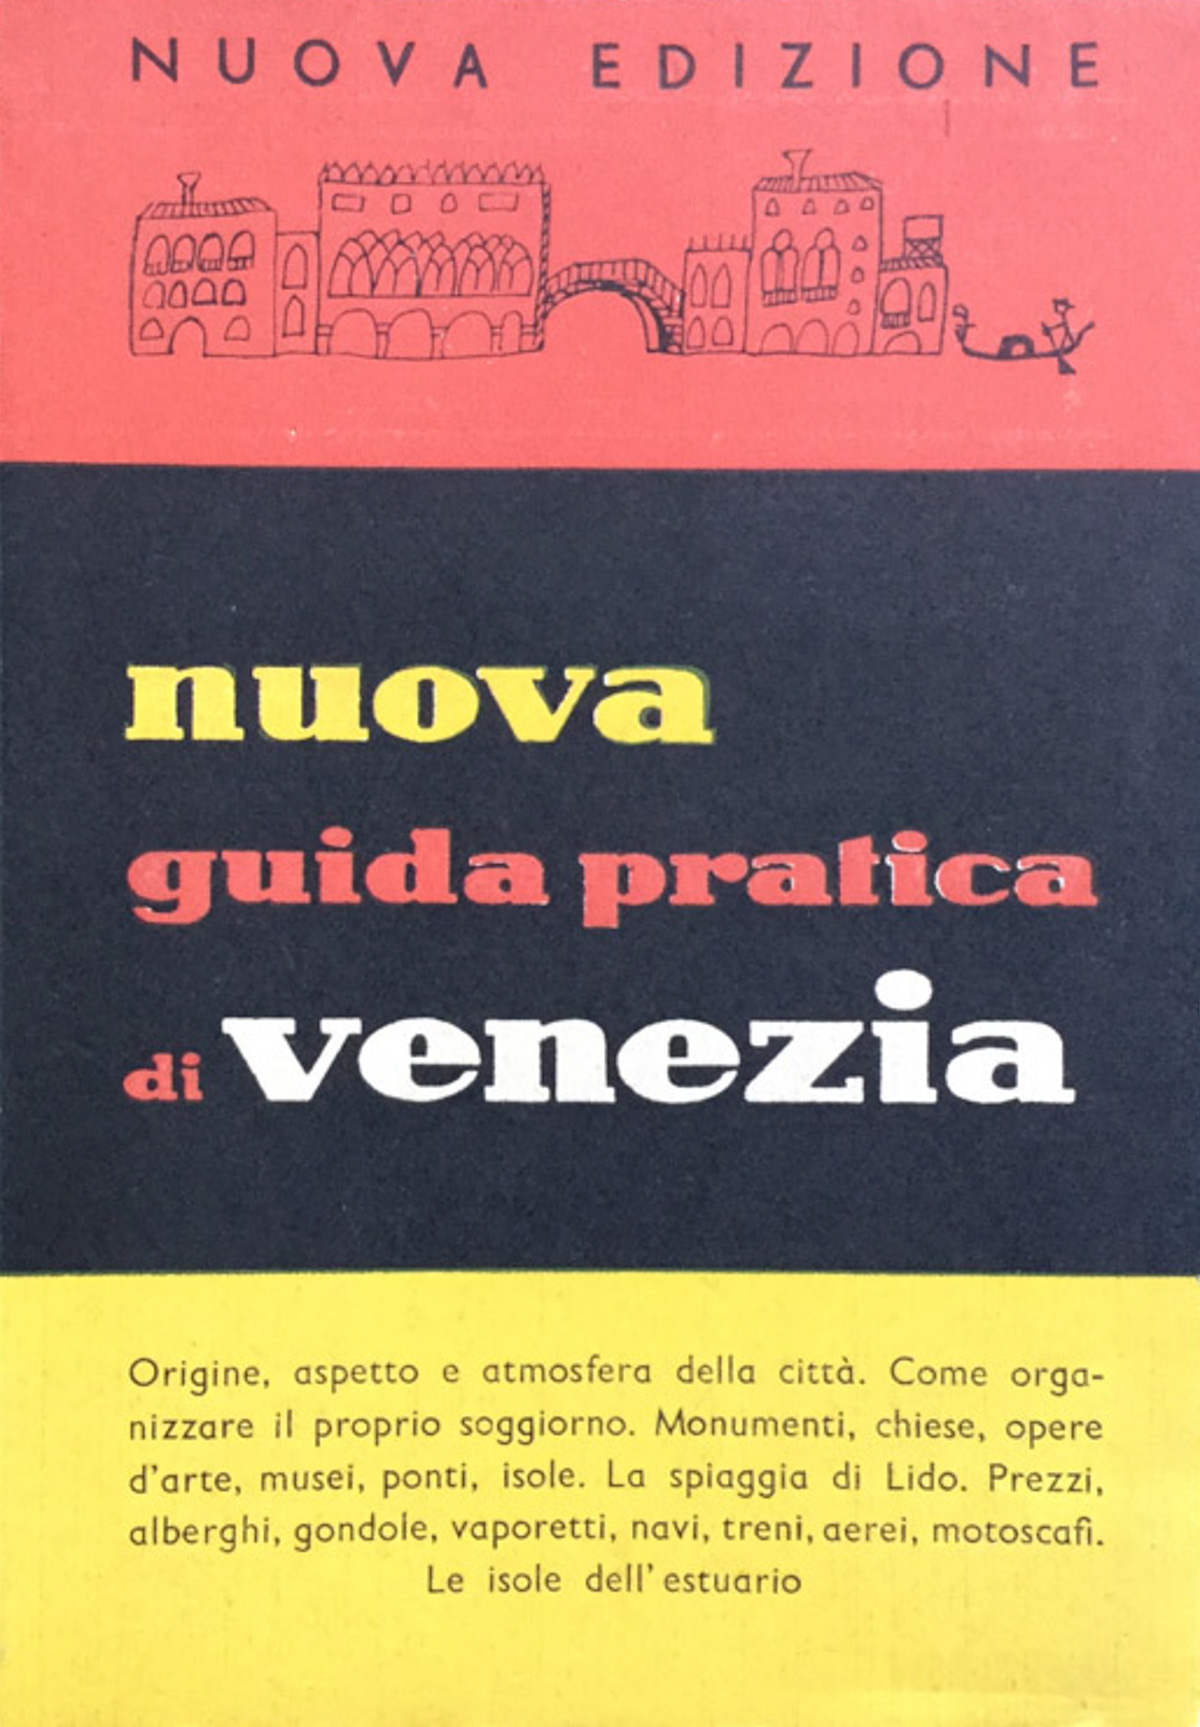 NUOVA EDIZIONE
nuova
guida pratica
di venezia
Origine, aspetto e atmosfera della città. Come orga-
nizzare il proprio soggiorno. Monumenti, chiese, opere
d'arte, musei, ponti, isole. La spiaggia di Lido. Prezzi,
alberghi, gondole, vaporetti, navi, treni, aerei, motoscafi.
Le isole dell'estuario